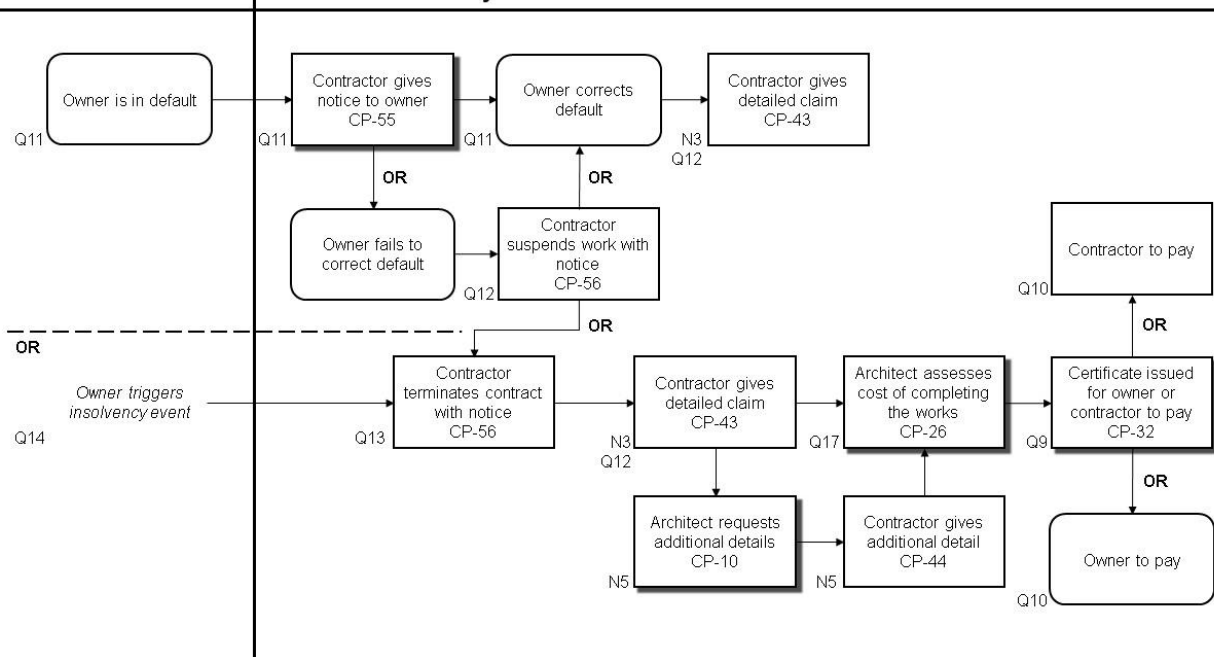 Owner is in default
Q11
Contractor gives
notice to owner
CP-55
Q11
Owner corrects
default
Q11
Contractor gives
detailed claim
CP-43
N3
Q12
OR
OR
Owner fails to
correct default
Contractor
suspends work with
notice
CP-56
Q12
Contractor to pay
Q10
OR
OR
OR
Owner triggers
insolvency event
Q14
Contractor
terminates contract
with notice
CP-56
Q13
Contractor gives
detailed claim
CP-43
N3
Q12
Architect assesses
cost of completing
the works
CP-26
Q17
Certificate issued
for owner or
contractor to pay
CP-32
Q9
OR
Architect requests
additional details
CP-10
N5
Contractor gives
additional detail
CP-44
N5
Owner to pay
Q10